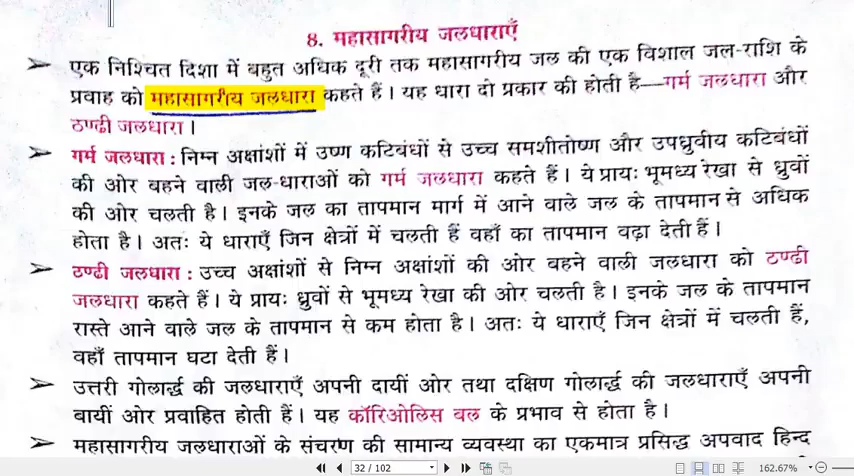 8. महासागरीय जलधाराएँ
➢ एक निश्चित दिशा में बहुत अधिक दूरी तक महासागरीय जल की एक विशाल जल-राशि के
प्रवाह को महासागरीय जलधारा कहते हैं। यह धारा दो प्रकार की होती है—गर्म जलधारा और
ठण्ढी जलधारा।
➢ गर्म जलधारा : निम्न अक्षांशों में उष्ण कटिबंधों से उच्च समशीतोष्ण और उपध्रुवीय कटिबंधों
की ओर बहने वाली जल-धाराओं को गर्म जलधारा कहते हैं। ये प्रायः भूमध्य रेखा से ध्रुवों
की ओर चलती है। इनके जल का तापमान मार्ग में आने वाले जल के तापमान से अधिक
होता है। अतः ये धाराएँ जिन क्षेत्रों में चलती हैं वहाँ का तापमान बढ़ा देती हैं।
➢ ठण्ढी जलधारा : उच्च अक्षांशों से निम्न अक्षांशों की ओर बहने वाली जलधारा को ठण्ढी
जलधारा कहते हैं। ये प्रायः ध्रुवों से भूमध्य रेखा की ओर चलती है। इनके जल के तापमान
रास्ते आने वाले जल के तापमान से कम होता है। अतः ये धाराएँ जिन क्षेत्रों में चलती हैं,
वहाँ तापमान घटा देती हैं।
➢ उत्तरी गोलार्द्ध की जलधाराएँ अपनी दायीं ओर तथा दक्षिण गोलार्द्ध की जलधाराएँ अपनी
बायीं ओर प्रवाहित होती हैं। यह कॉरिओलिस बल के प्रभाव से होता है।
➢ महासागरीय जलधाराओं के संचरण की सामान्य व्यवस्था का एकमात्र प्रसिद्ध अपवाद हिन्द
32 / 102 162.67%